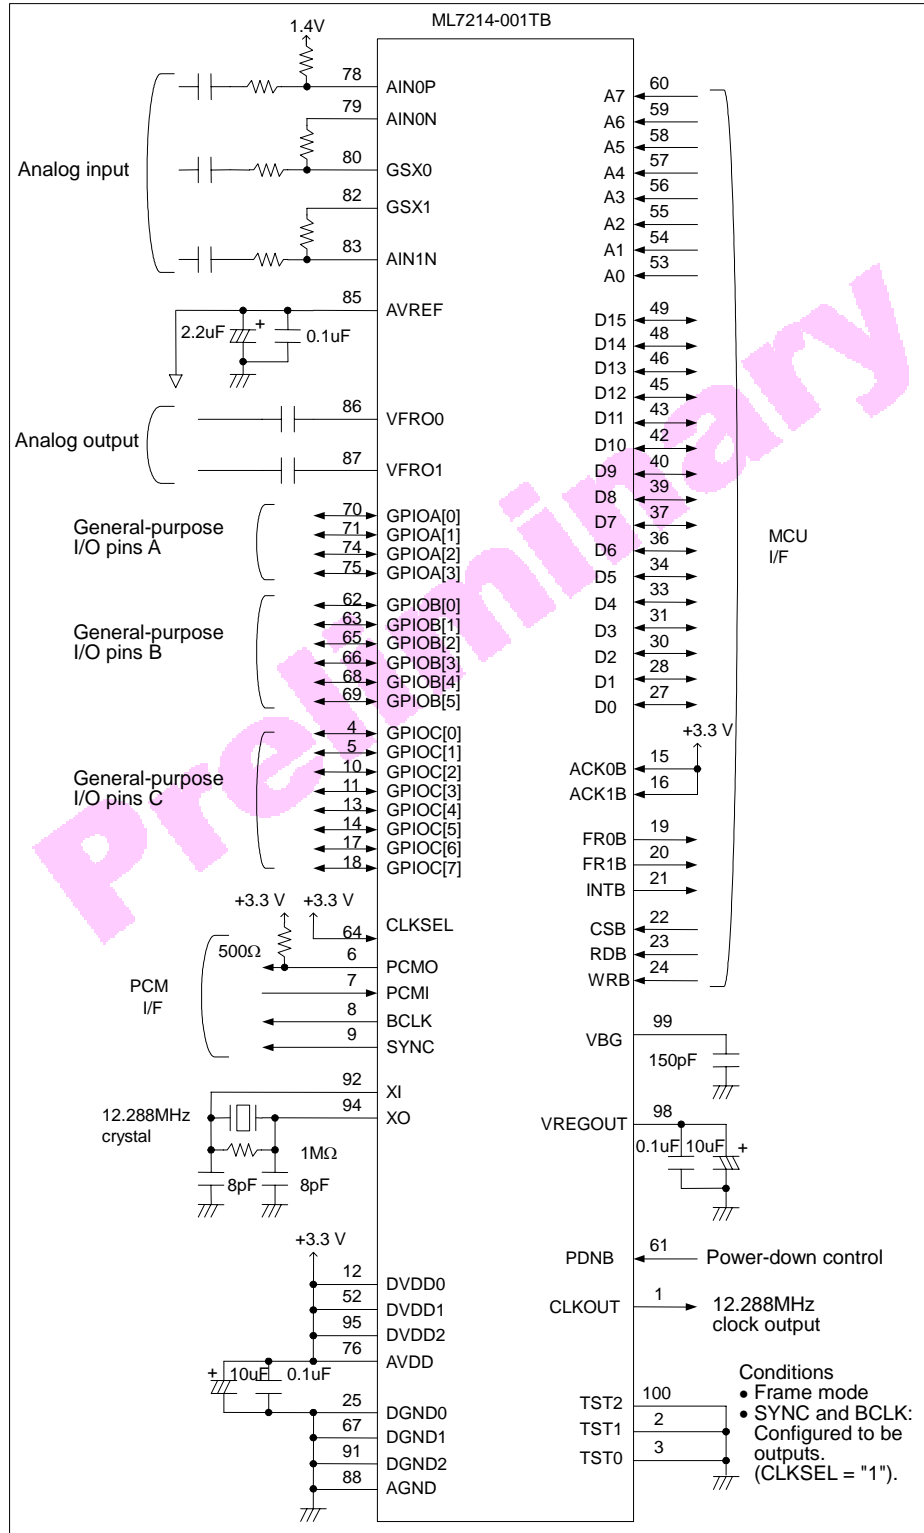 ML7214-001TB
1.4V
78 AIN0P
79 AIN0N
Analog input
80 GSX0
82 GSX1
83 AIN1N
85 AVREF
2.2uF + 0.1uF
86 VFRO0
Analog output
87 VFRO1
General-purpose
I/O pins A
70 GPIOA[0]
71 GPIOA[1]
74 GPIOA[2]
75 GPIOA[3]
General-purpose
I/O pins B
62 GPIOB[0]
63 GPIOB[1]
65 GPIOB[2]
66 GPIOB[3]
68 GPIOB[4]
69 GPIOB[5]
General-purpose
I/O pins C
4 GPIOC[0]
5 GPIOC[1]
10 GPIOC[2]
11 GPIOC[3]
13 GPIOC[4]
14 GPIOC[5]
17 GPIOC[6]
18 GPIOC[7]
+3.3 V +3.3 V
64 CLKSEL
500Ω
PCM
I/F
6 PCMO
7 PCMI
8 BCLK
9 SYNC
92 XI
94 XO
12.288MHz
crystal
1MΩ
8pF 8pF
+3.3 V
12 DVDD0
52 DVDD1
95 DVDD2
76 AVDD
+ 10uF 0.1uF
25 DGND0
67 DGND1
91 DGND2
88 AGND
A7 60
A6 59
A5 58
A4 57
A3 56
A2 55
A1 54
A0 53
D15 49
D14 48
D13 46
D12 45
D11 43
D10 42
D9 40
D8 39
D7 37
D6 36
D5 34
D4 33
D3 31
D2 30
D1 28
D0 27
MCU
I/F
+3.3 V
ACK0B 15
ACK1B 16
FR0B 19
FR1B 20
INTB 21
CSB 22
RDB 23
WRB 24
VBG 99
150pF
VREGOUT 98
0.1uF 10uF +
PDNB 61 Power-down control
CLKOUT 1 12.288MHz
clock output
TST2 100
TST1 2
TST0 3
Conditions
• Frame mode
• SYNC and BCLK:
Configured to be
outputs.
(CLKSEL = "1").
Preliminary